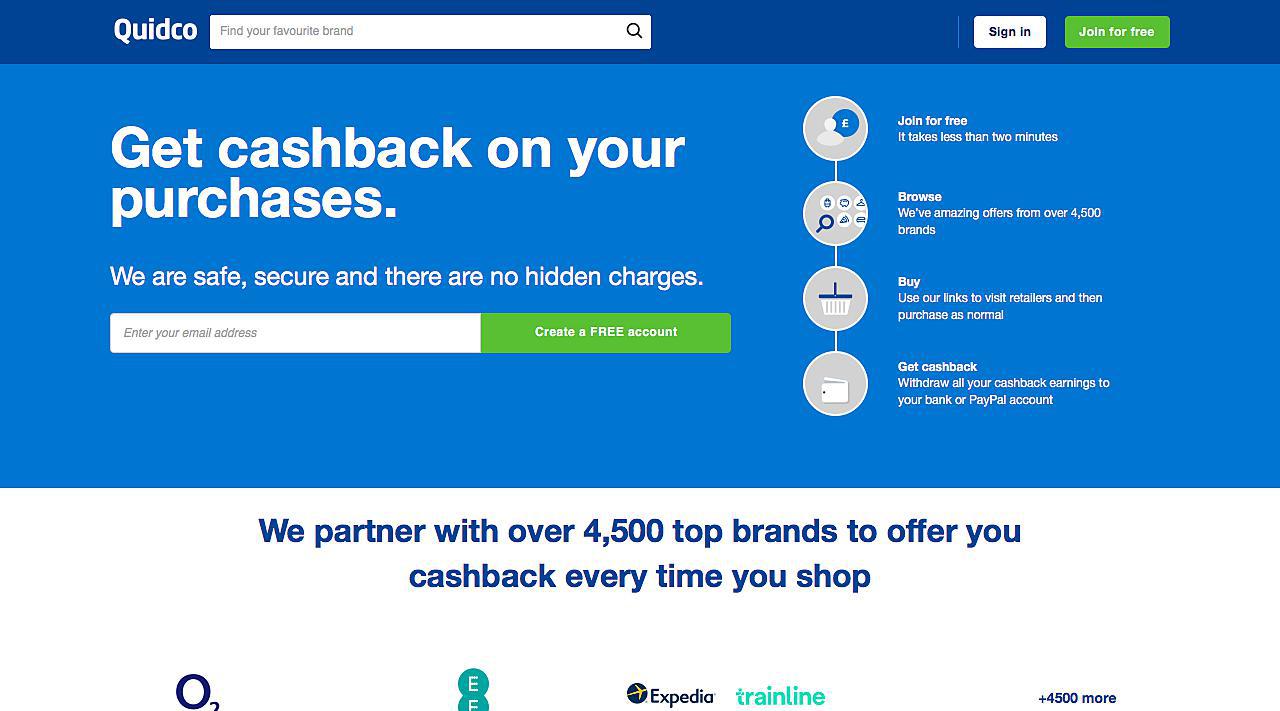 Quidco
Find your favourite brand
Sign in
Join for free
Get cashback on your
purchases.
We are safe, secure and there are no hidden charges.
Enter your email address
Create a FREE account
£
Join for free
It takes less than two minutes
Browse
We've amazing offers from over 4,500
brands
Buy
Use our links to visit retailers and then
purchase as normal
Get cashback
Withdraw all your cashback earnings to
your bank or PayPal account
We partner with over 4,500 top brands to offer you
cashback every time you shop
O2
EE
Expedia
trainline
+4500 more